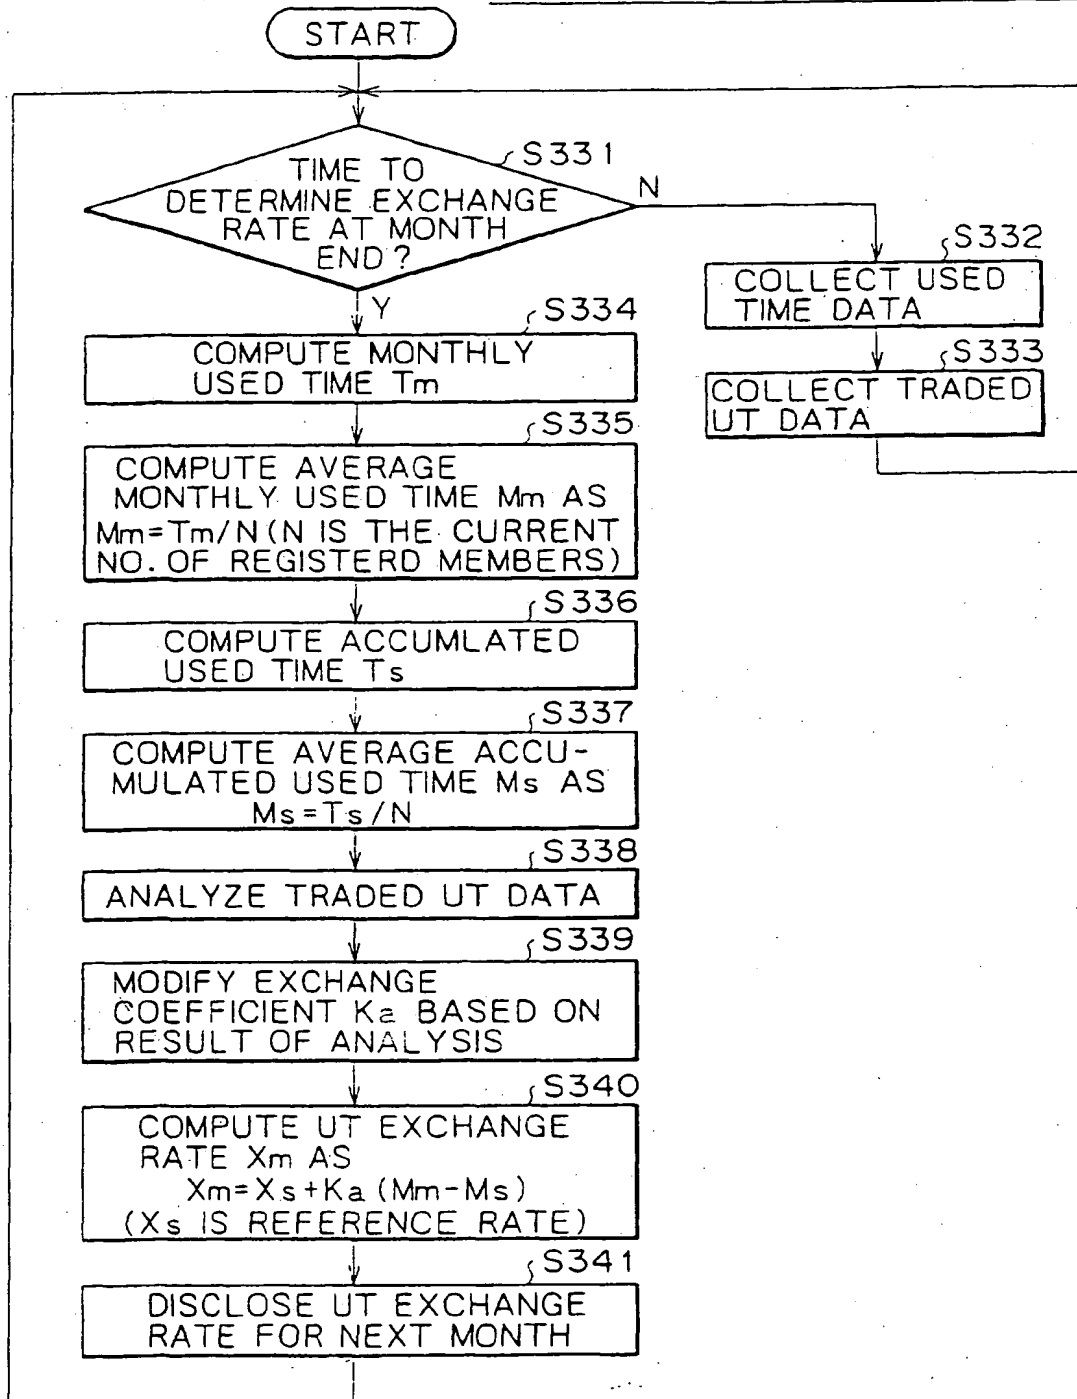 START
S331
TIME TO
DETERMINE EXCHANGE
RATE AT MONTH
END?
N
Y
S332
COLLECT USED
TIME DATA
S333
COLLECT TRADED
UT DATA
S334
COMPUTE MONTHLY
USED TIME Tm
S335
COMPUTE AVERAGE
MONTHLY USED TIME Mm AS
Mm=Tm/N(N IS THE CURRENT
NO. OF REGISTERD MEMBERS)
S336
COMPUTE ACCUMLATED
USED TIME Ts
S337
COMPUTE AVERAGE ACCU-
MULATED USED TIME Ms AS
Ms=Ts/N
S338
ANALYZE TRADED UT DATA
S339
MODIFY EXCHANGE
COEFFICIENT Ka BASED ON
RESULT OF ANALYSIS
S340
COMPUTE UT EXCHANGE
RATE Xm AS
Xm=Xs+Ka(Mm-Ms)
(Xs IS REFERENCE RATE)
S341
DISCLOSE UT EXCHANGE
RATE FOR NEXT MONTH